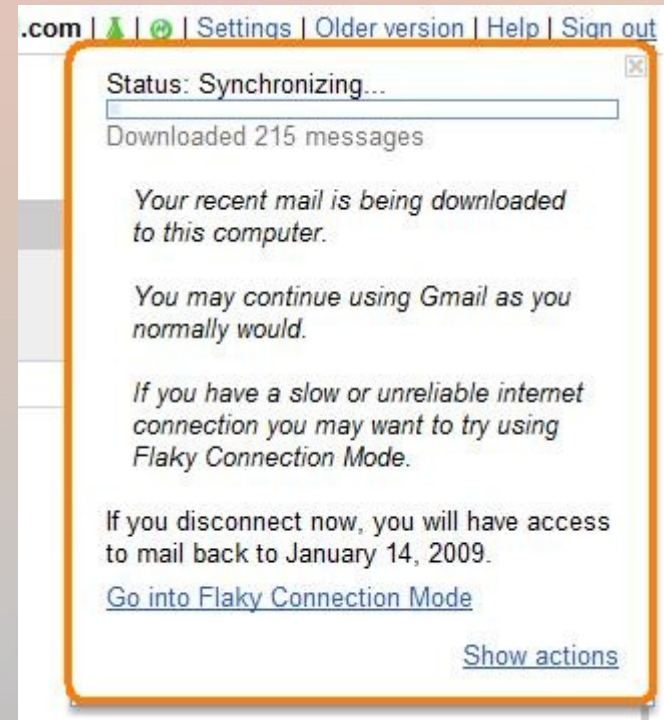 .com | | | Settings | Older version | Help | Sign out
Status: Synchronizing...
Downloaded 215 messages
Your recent mail is being downloaded
to this computer.
You may continue using Gmail as you
normally would.
If you have a slow or unreliable internet
connection you may want to try using
Flaky Connection Mode.
If you disconnect now, you will have access
to mail back to January 14, 2009.
Go into Flaky Connection Mode
Show actions